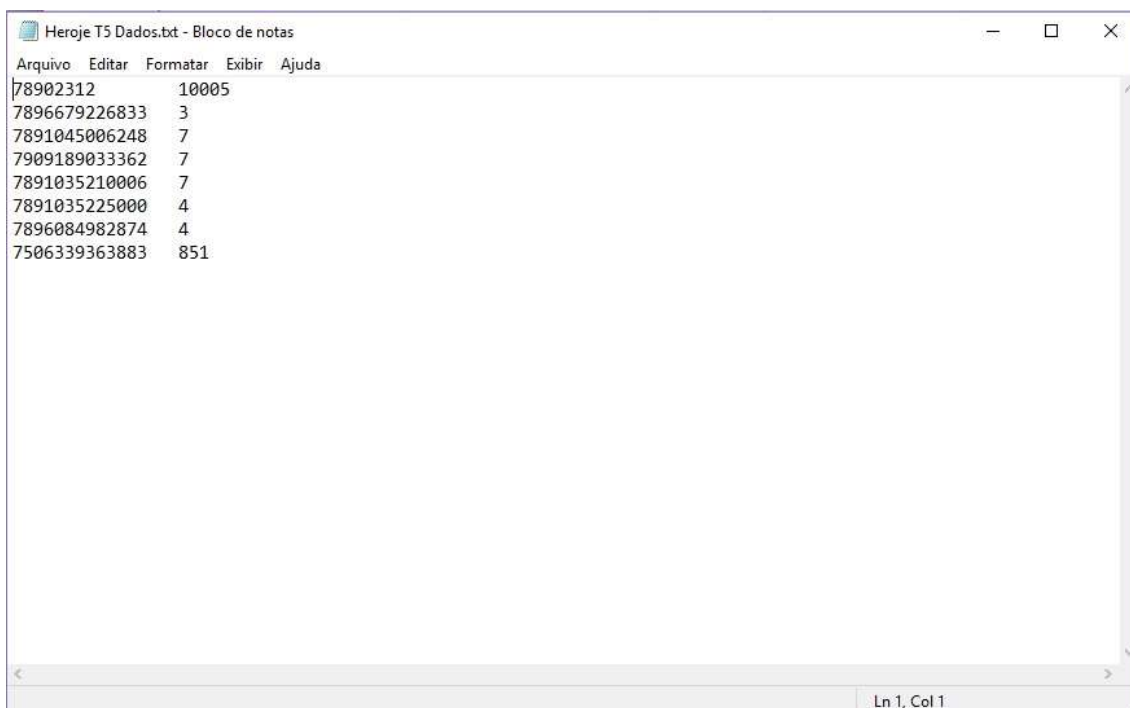 Heroje T5 Dados.txt - Bloco de notas
Arquivo Editar Formatar Exibir Ajuda
78902312 10005
7896679226833 3
7891045006248 7
7909189033362 7
7891035210006 7
7891035225000 4
7896084982874 4
7506339363883 851
Ln 1, Col 1